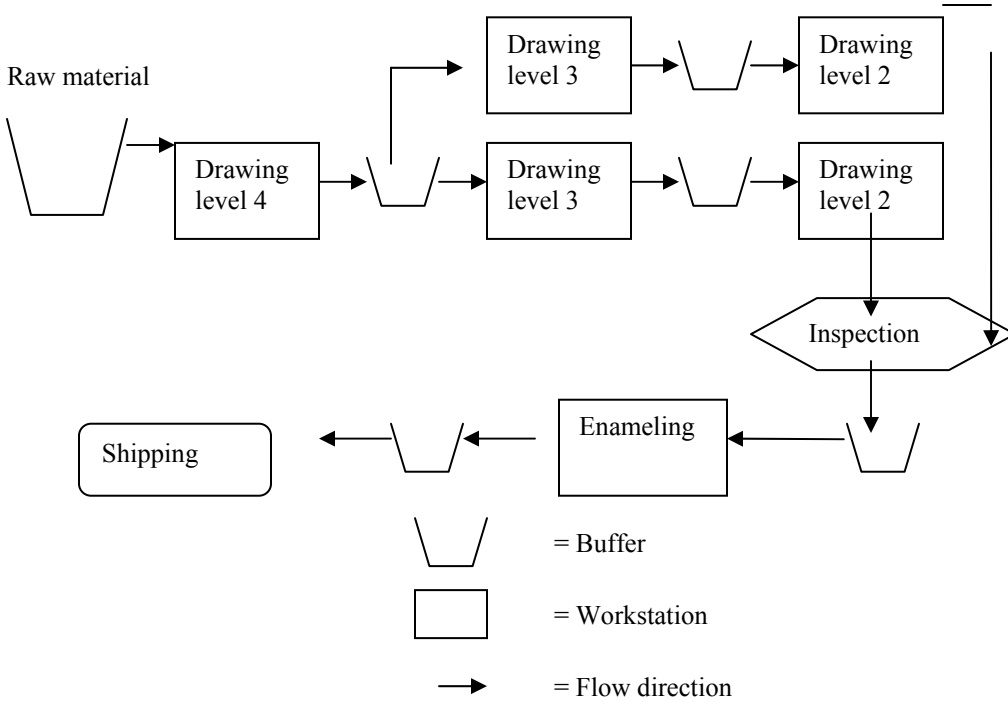 Raw material
Drawing
level 4
Drawing
level 3
Drawing
level 2
Drawing
level 3
Drawing
level 2
Inspection
Enameling
Shipping
= Buffer
= Workstation
= Flow direction